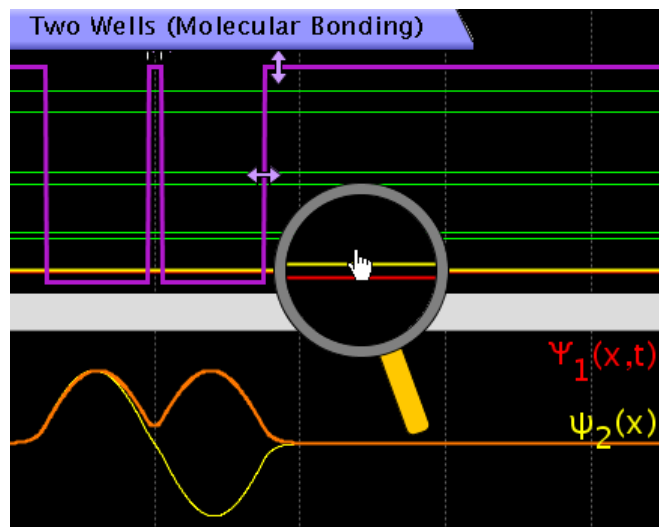 Two Wells (Molecular Bonding)
Ψ₁(x,t)
ψ₂(x)